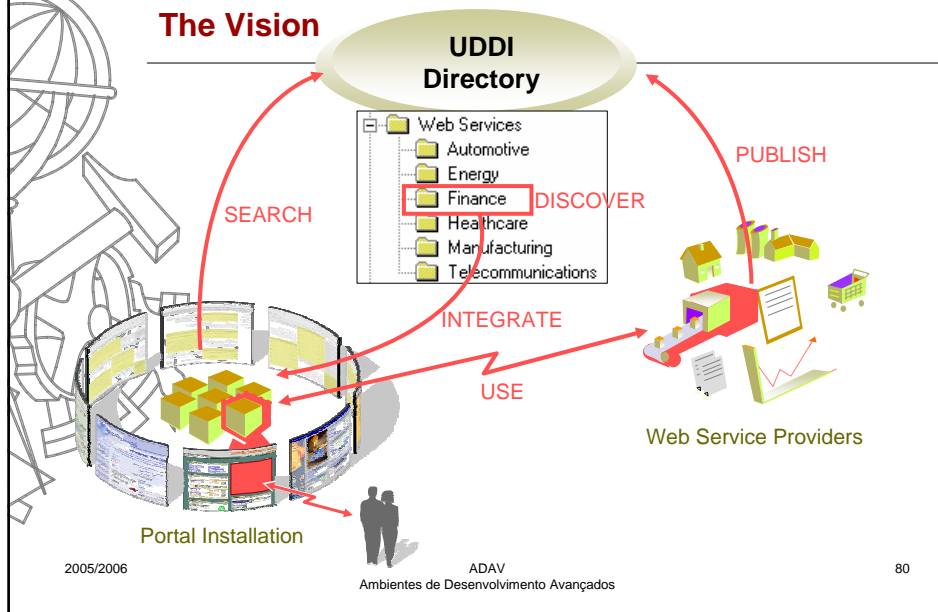 The Vision
UDDI
Directory
Web Services
Automotive
Energy
Finance
Healthcare
Manufacturing
Telecommunications
DISCOVER
PUBLISH
SEARCH
INTEGRATE
USE
Web Service Providers
Portal Installation
2005/2006
ADAV
Ambientes de Desenvolvimento Avançados
80